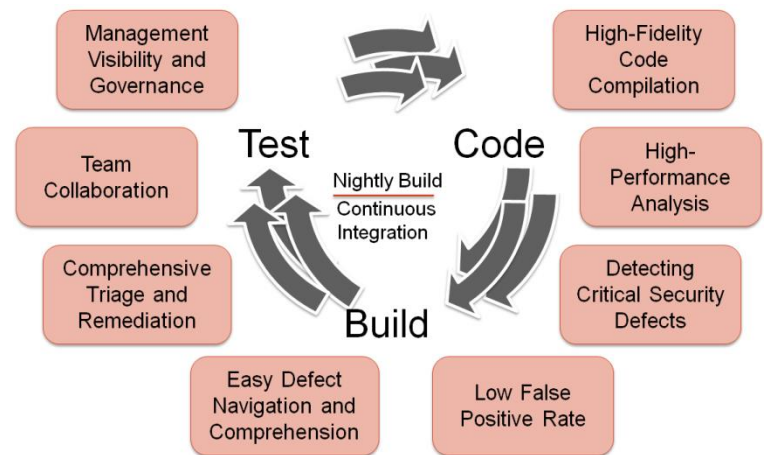 Management
Visibility and
Governance
High-Fidelity
Code
Compilation
Test
Code
Team
Collaboration
Nightly Build
Continuous
Integration
High-
Performance
Analysis
Comprehensive
Triage and
Remediation
Detecting
Critical Security
Defects
Build
Easy Defect
Navigation and
Comprehension
Low False
Positive Rate